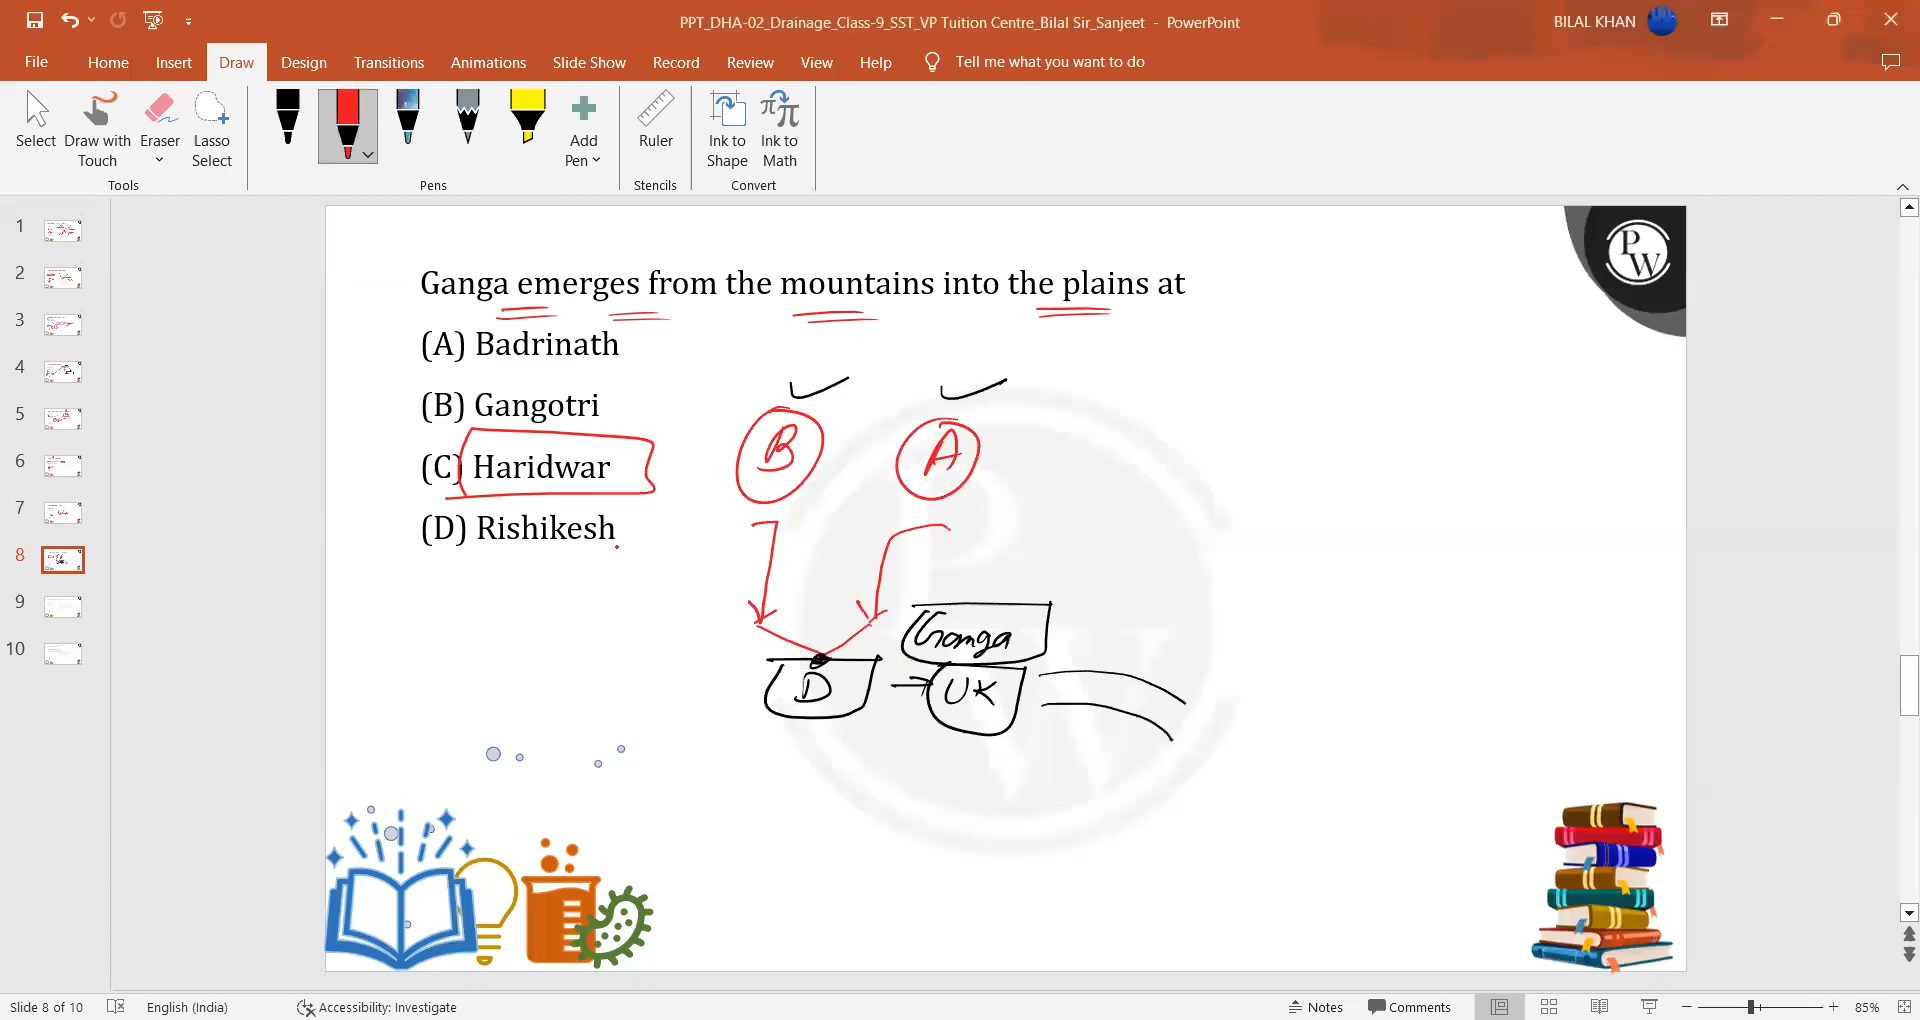 PPT_DHA-02_Drainage_Class-9_SST_VP Tuition Centre_Bilal Sir_Sanjeet - PowerPoint
BILAL KHAN
File Home Insert Draw Design Transitions Animations Slide Show Record Review View Help Tell me what you want to do
Select
Draw with Touch
Eraser
Lasso Select
Add Pen
Ruler
Ink to Shape
Ink to Math
Tools Pens Stencils Convert
1
2
3
4
5
6
7
8
9
10
PW
Ganga emerges from the mountains into the plains at
(A) Badrinath
(B) Gangotri
(C) Haridwar
(D) Rishikesh
B A
Ganga
D → UK
PW
Slide 8 of 10 English (India) Accessibility: Investigate Notes Comments 85%